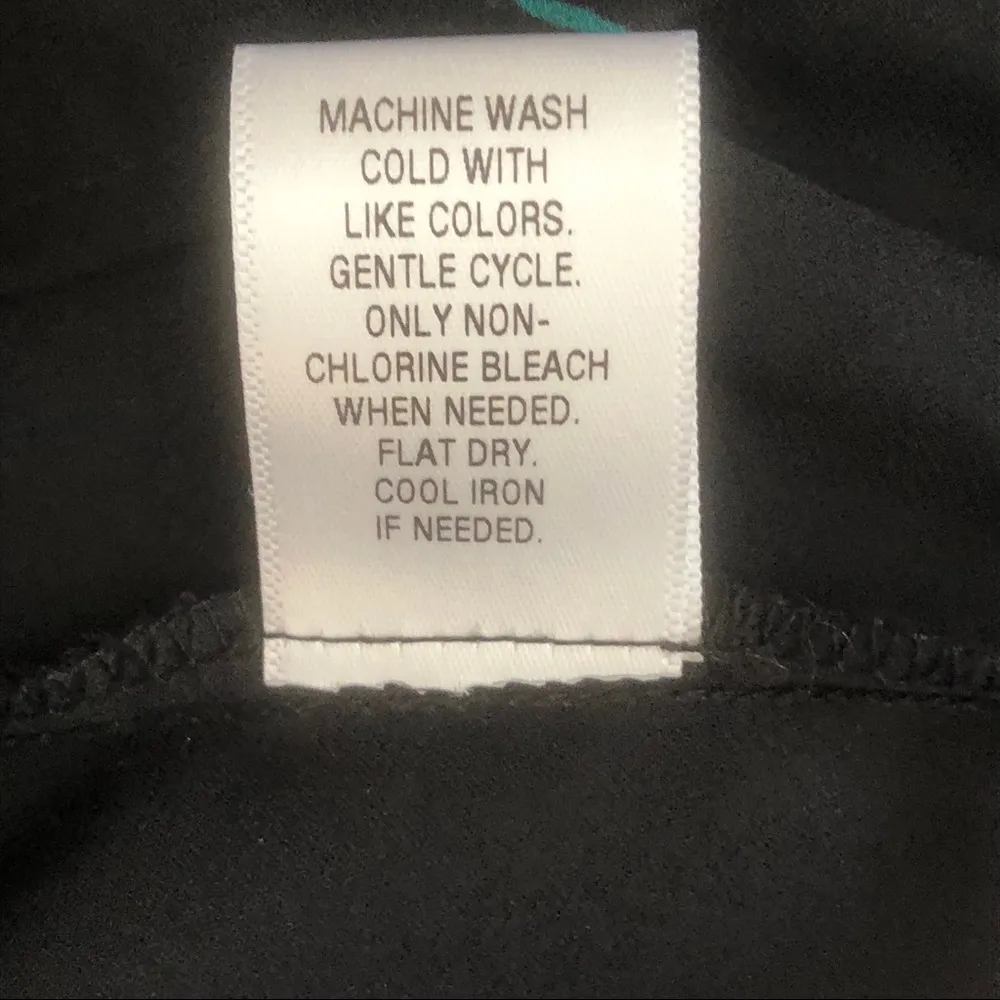 MACHINE WASH
COLD WITH
LIKE COLORS.
GENTLE CYCLE.
ONLY NON-
CHLORINE BLEACH
WHEN NEEDED.
FLAT DRY.
COOL IRON
IF NEEDED.